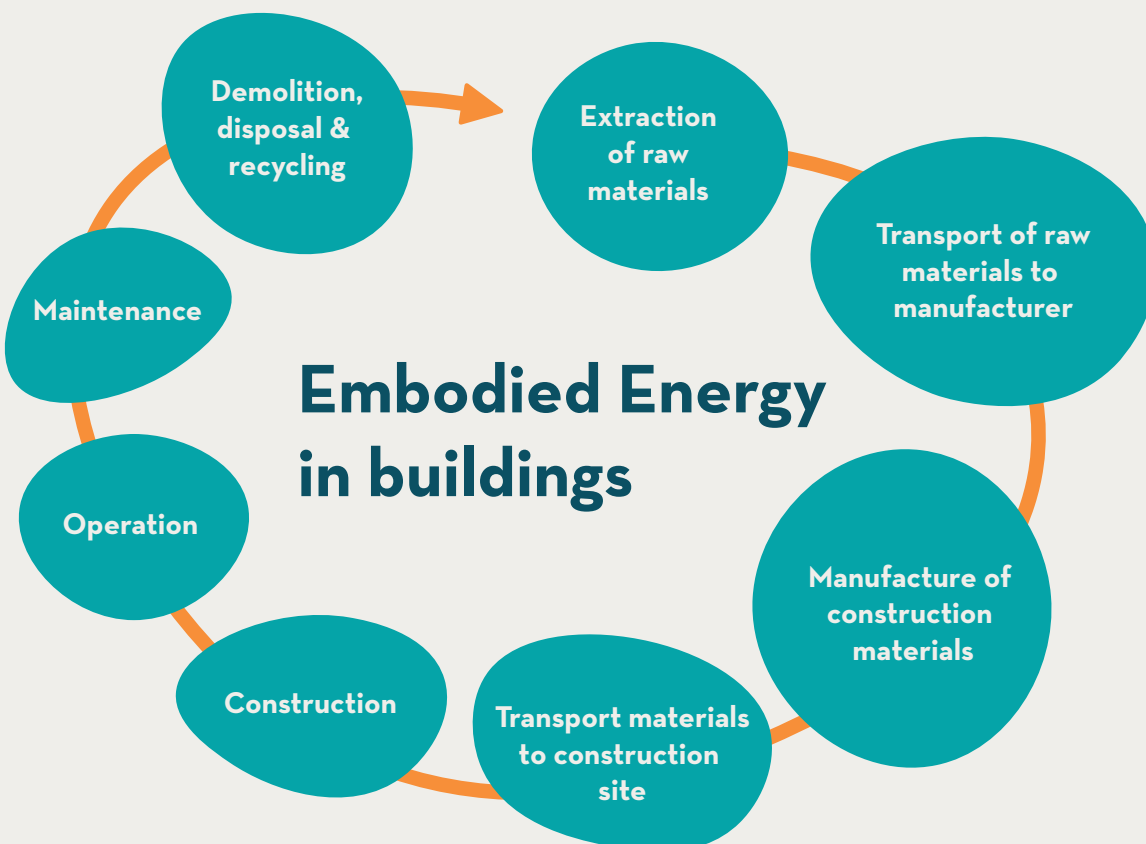 Embodied Energy
in buildings
Extraction
of raw
materials
Transport of raw
materials to
manufacturer
Manufacture of
construction
materials
Transport materials
to construction
site
Construction
Operation
Maintenance
Demolition,
disposal &
recycling